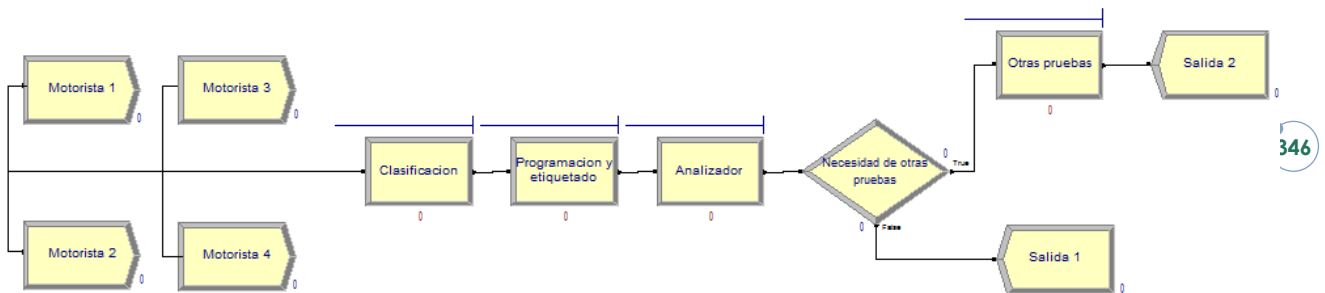 Otras pruebas
Salida 2
0
0
Motorista 1
0
Motorista 3
0
346
Clasificacion
0
Programacion y
etiquetado
0
Analizador
0
Necesidad de otras
pruebas
0
True
0
False
Motorista 2
0
Motorista 4
0
Salida 1
0